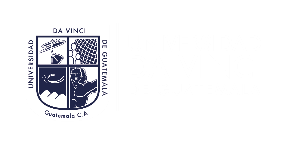 UNIVERSIDAD
DA VINCI
DE GUATEMALA
Guatemala C.A.